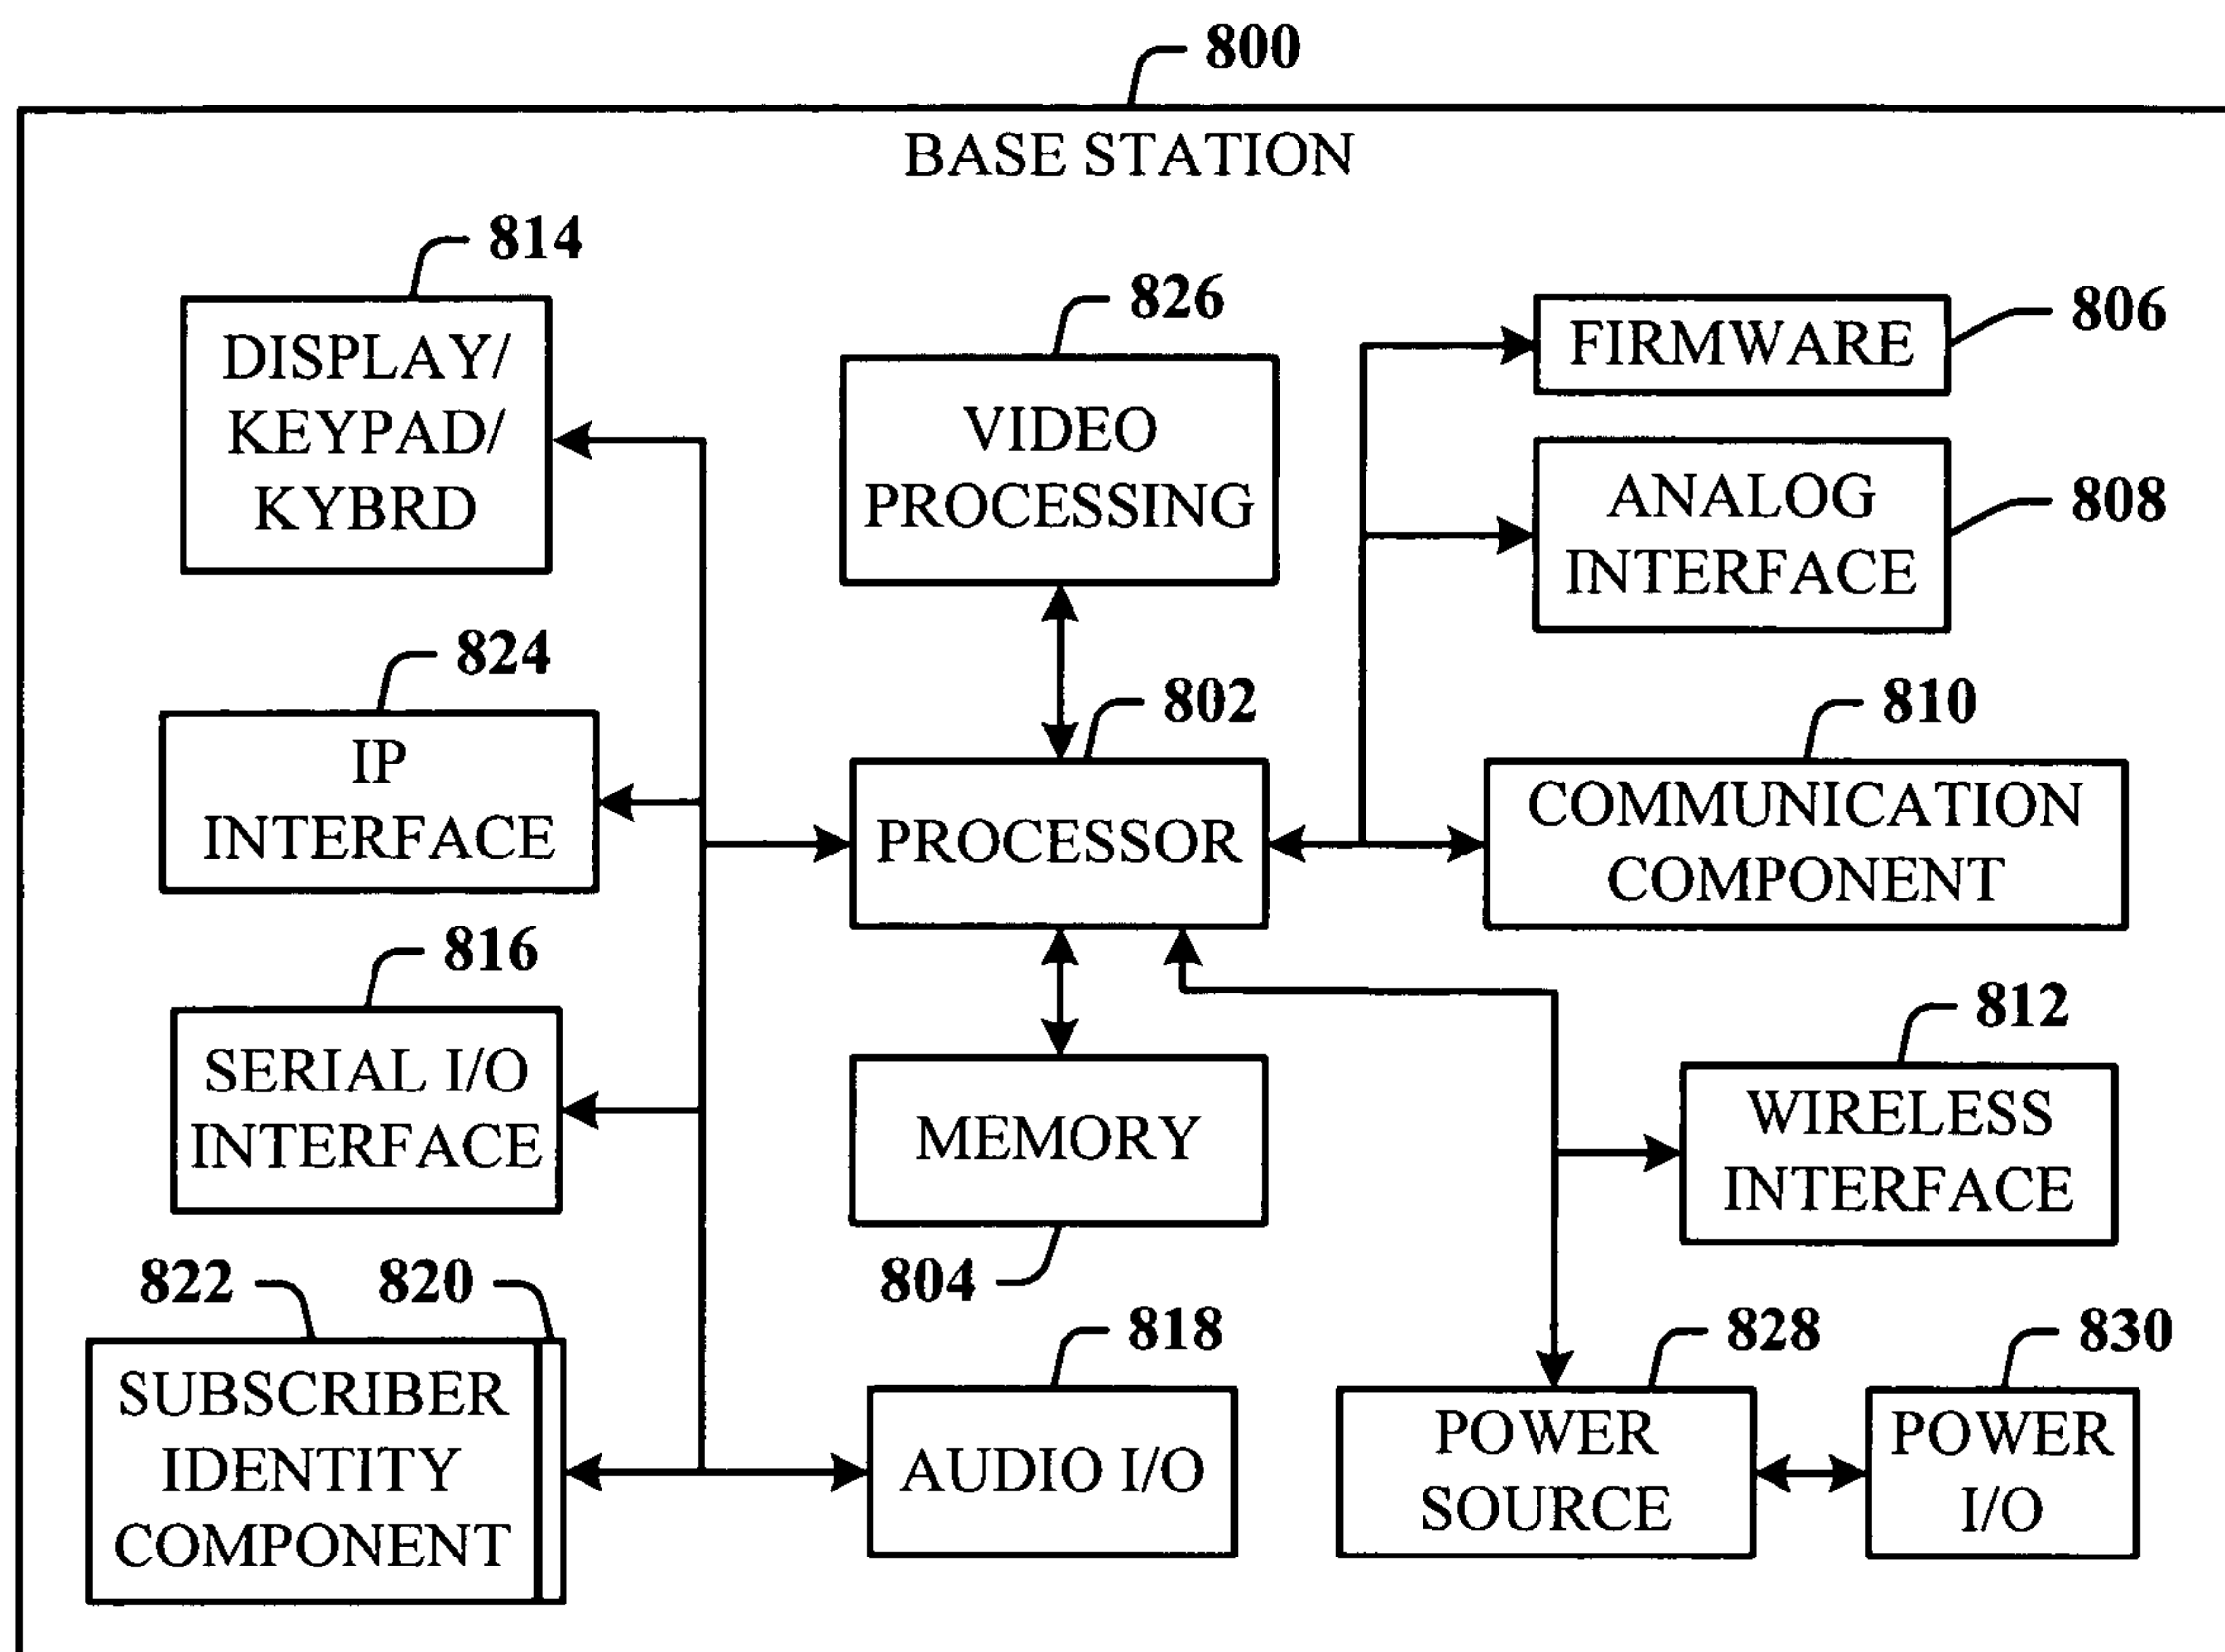 800
BASE STATION
814
DISPLAY/
KEYPAD/
KYBRD
826
VIDEO
PROCESSING
FIRMWARE
806
ANALOG
INTERFACE
808
824
IP
INTERFACE
802
PROCESSOR
810
COMMUNICATION
COMPONENT
816
SERIAL I/O
INTERFACE
MEMORY
804
812
WIRELESS
INTERFACE
822
820
SUBSCRIBER
IDENTITY
COMPONENT
818
AUDIO I/O
828
POWER
SOURCE
830
POWER
I/O